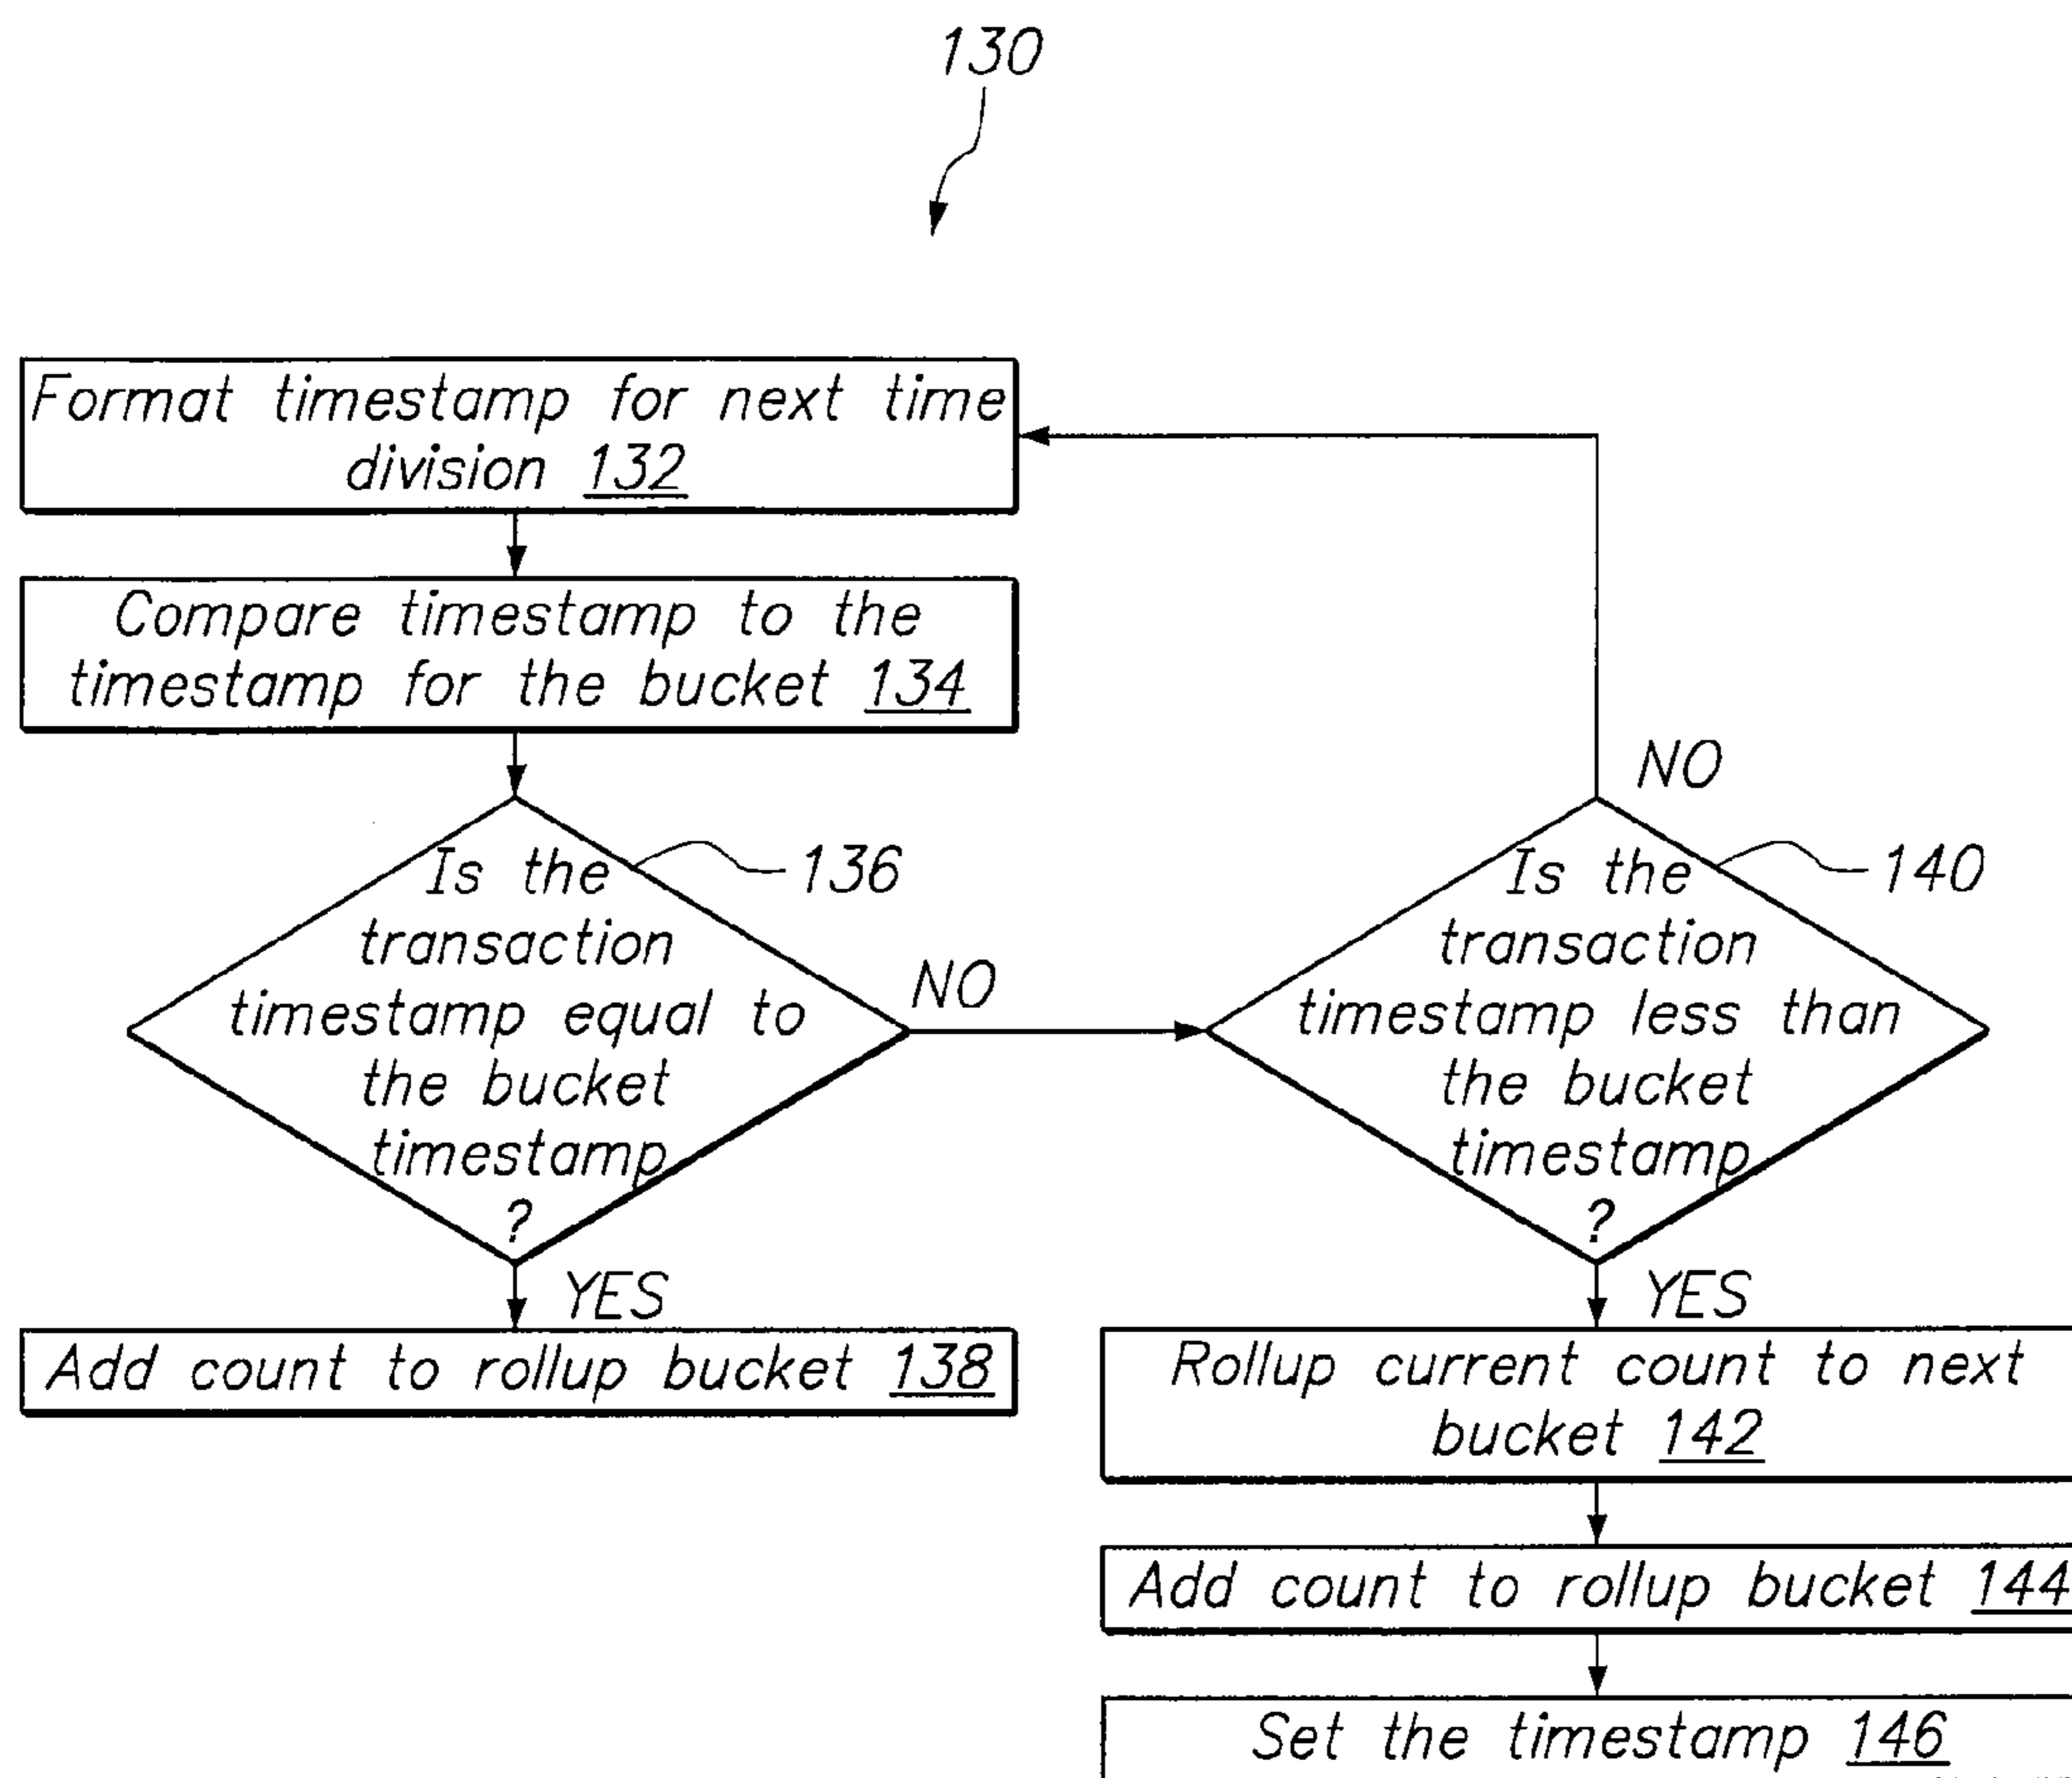 130
Format timestamp for next time
division 132
Compare timestamp to the
timestamp for the bucket 134
Is the
transaction
timestamp equal to
the bucket
timestamp
?
136
NO
YES
Add count to rollup bucket 138
NO
Is the
transaction
timestamp less than
the bucket
timestamp
?
140
YES
Rollup current count to next
bucket 142
Add count to rollup bucket 144
Set the timestamp 146